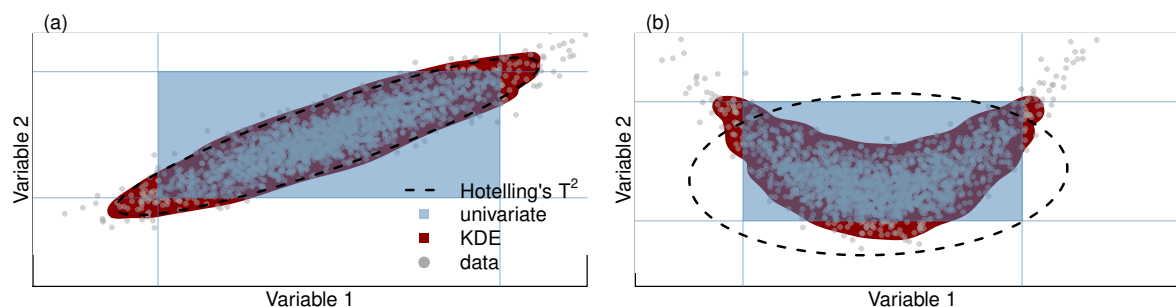 (a)
Variable 2
Hotelling's T²
univariate
KDE
data
Variable 1
(b)
Variable 2
Variable 1